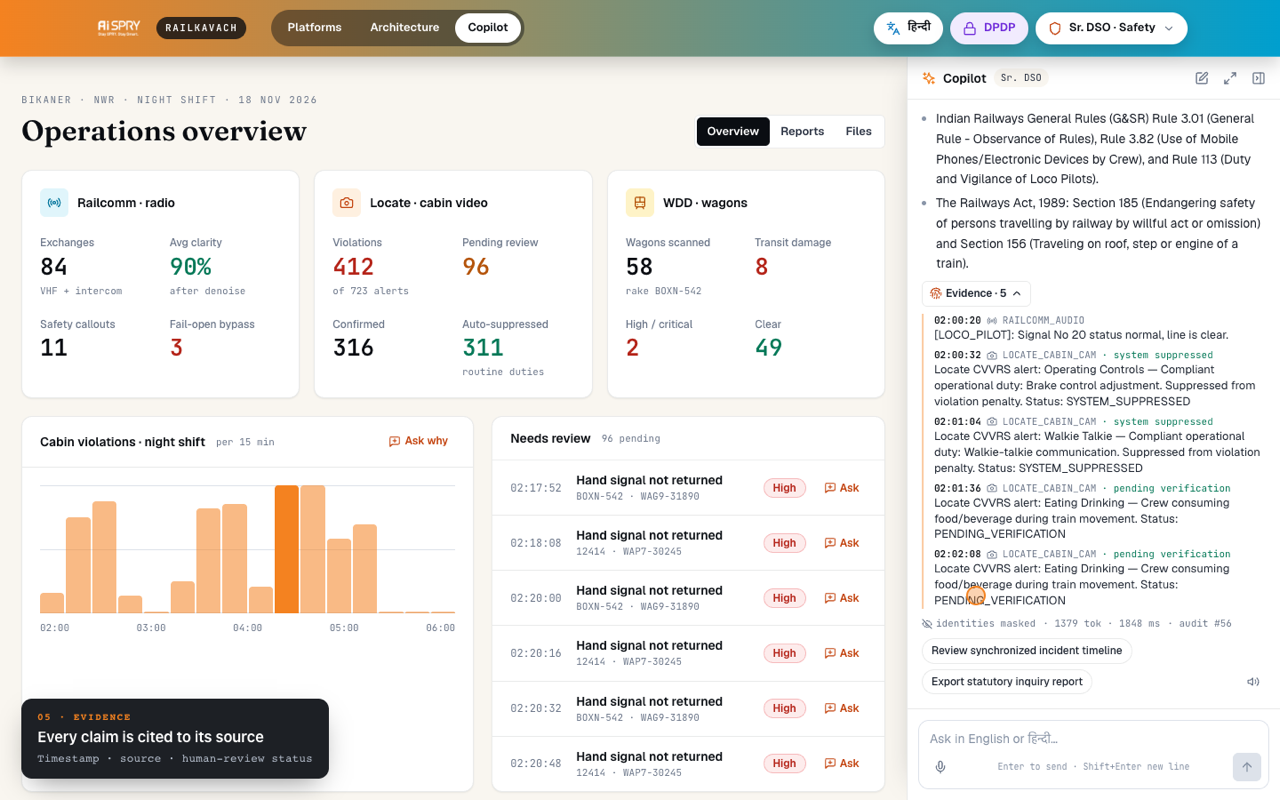 AiSPRY
RAILKAVACH
Platforms
Architecture
Copilot
हिन्दी
DPDP
Sr. DSO · Safety
BIKANER · NWR · NIGHT SHIFT · 18 NOV 2026
Operations overview
Overview
Reports
Files
Railcomm · radio
Exchanges
Avg clarity
84
90%
VHF + intercom
after denoise
Safety callouts
Fail-open bypass
11
3
Locate · cabin video
Violations
Pending review
412
96
of 723 alerts
Confirmed
Auto-suppressed
316
311
routine duties
WDD · wagons
Wagons scanned
Transit damage
58
8
rake BOXN-542
High / critical
Clear
2
49
Cabin violations · night shift per 15 min
Ask why
02:00
03:00
04:00
05:00
06:00
05 · EVIDENCE
Every claim is cited to its source
Timestamp · source · human-review status
Needs review 96 pending
02:17:52 Hand signal not returned High Ask
BOXN-542 · WAG9-31890
02:18:08 Hand signal not returned High Ask
12414 · WAP7-30245
02:20:00 Hand signal not returned High Ask
BOXN-542 · WAG9-31890
02:20:16 Hand signal not returned High Ask
12414 · WAP7-30245
02:20:32 Hand signal not returned High Ask
BOXN-542 · WAG9-31890
02:20:48 Hand signal not returned High Ask
12414 · WAP7-30245
Copilot Sr. DSO
Indian Railways General Rules (G&SR) Rule 3.01 (General
Rule - Observance of Rules), Rule 3.82 (Use of Mobile
Phones/Electronic Devices by Crew), and Rule 113 (Duty
and Vigilance of Loco Pilots).
The Railways Act, 1989: Section 185 (Endangering safety
of persons travelling by railway by willful act or omission)
and Section 156 (Traveling on roof, step or engine of a
train).
Evidence · 5
02:00:20 RAILCOMM_AUDIO
[LOCO_PILOT]: Signal No 20 status normal, line is clear.
02:00:32 LOCATE_CABIN_CAM · system suppressed
Locate CVVRS alert: Operating Controls — Compliant
operational duty: Brake control adjustment. Suppressed from
violation penalty. Status: SYSTEM_SUPPRESSED
02:01:04 LOCATE_CABIN_CAM · system suppressed
Locate CVVRS alert: Walkie Talkie — Compliant operational
duty: Walkie-talkie communication. Suppressed from violation
penalty. Status: SYSTEM_SUPPRESSED
02:01:36 LOCATE_CABIN_CAM · pending verification
Locate CVVRS alert: Eating Drinking — Crew consuming
food/beverage during train movement. Status:
PENDING_VERIFICATION
02:02:08 LOCATE_CABIN_CAM · pending verification
Locate CVVRS alert: Eating Drinking — Crew consuming
food/beverage during train movement. Status:
PENDING_VERIFICATION
identities masked · 1379 tok · 1848 ms · audit #56
Review synchronized incident timeline
Export statutory inquiry report
Ask in English or हिन्दी...
Enter to send · Shift+Enter new line